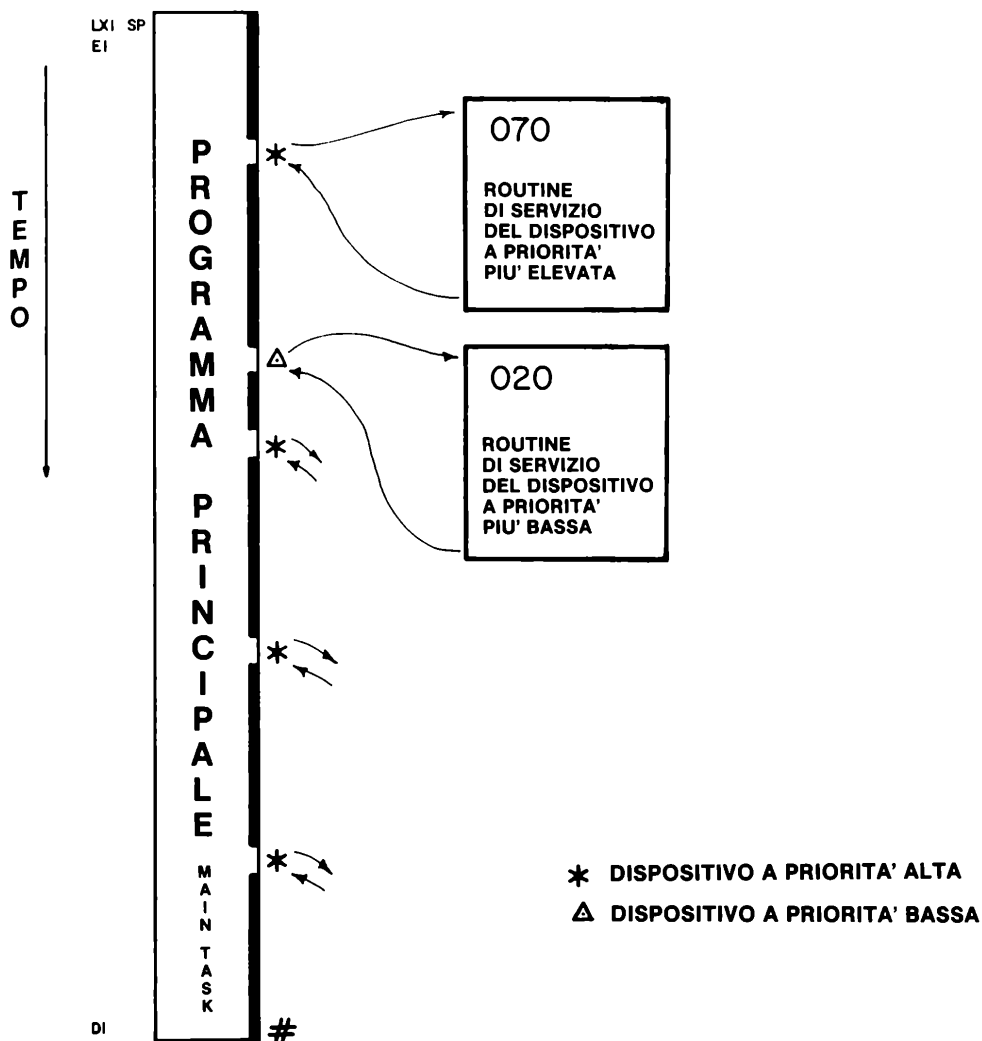 LXI SP
EI
TEMPO
PROGRAMMA PRINCIPALE MAIN TASK
070
ROUTINE
DI SERVIZIO
DEL DISPOSITIVO
A PRIORITA'
PIU' ELEVATA
020
ROUTINE
DI SERVIZIO
DEL DISPOSITIVO
A PRIORITA'
PIU' BASSA
* DISPOSITIVO A PRIORITA' ALTA
△ DISPOSITIVO A PRIORITA' BASSA
DI #